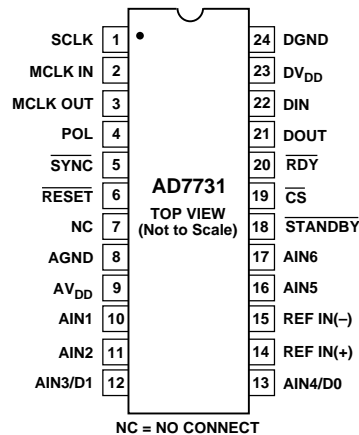 SCLK 1 24 DGND
MCLK IN 2 23 DVDD
MCLK OUT 3 22 DIN
POL 4 21 DOUT
SYNC 5 20 RDY
RESET 6 AD7731 19 CS
TOP VIEW
(Not to Scale)
NC 7 18 STANDBY
AGND 8 17 AIN6
AVDD 9 16 AIN5
AIN1 10 15 REF IN(–)
AIN2 11 14 REF IN(+)
AIN3/D1 12 13 AIN4/D0
NC = NO CONNECT